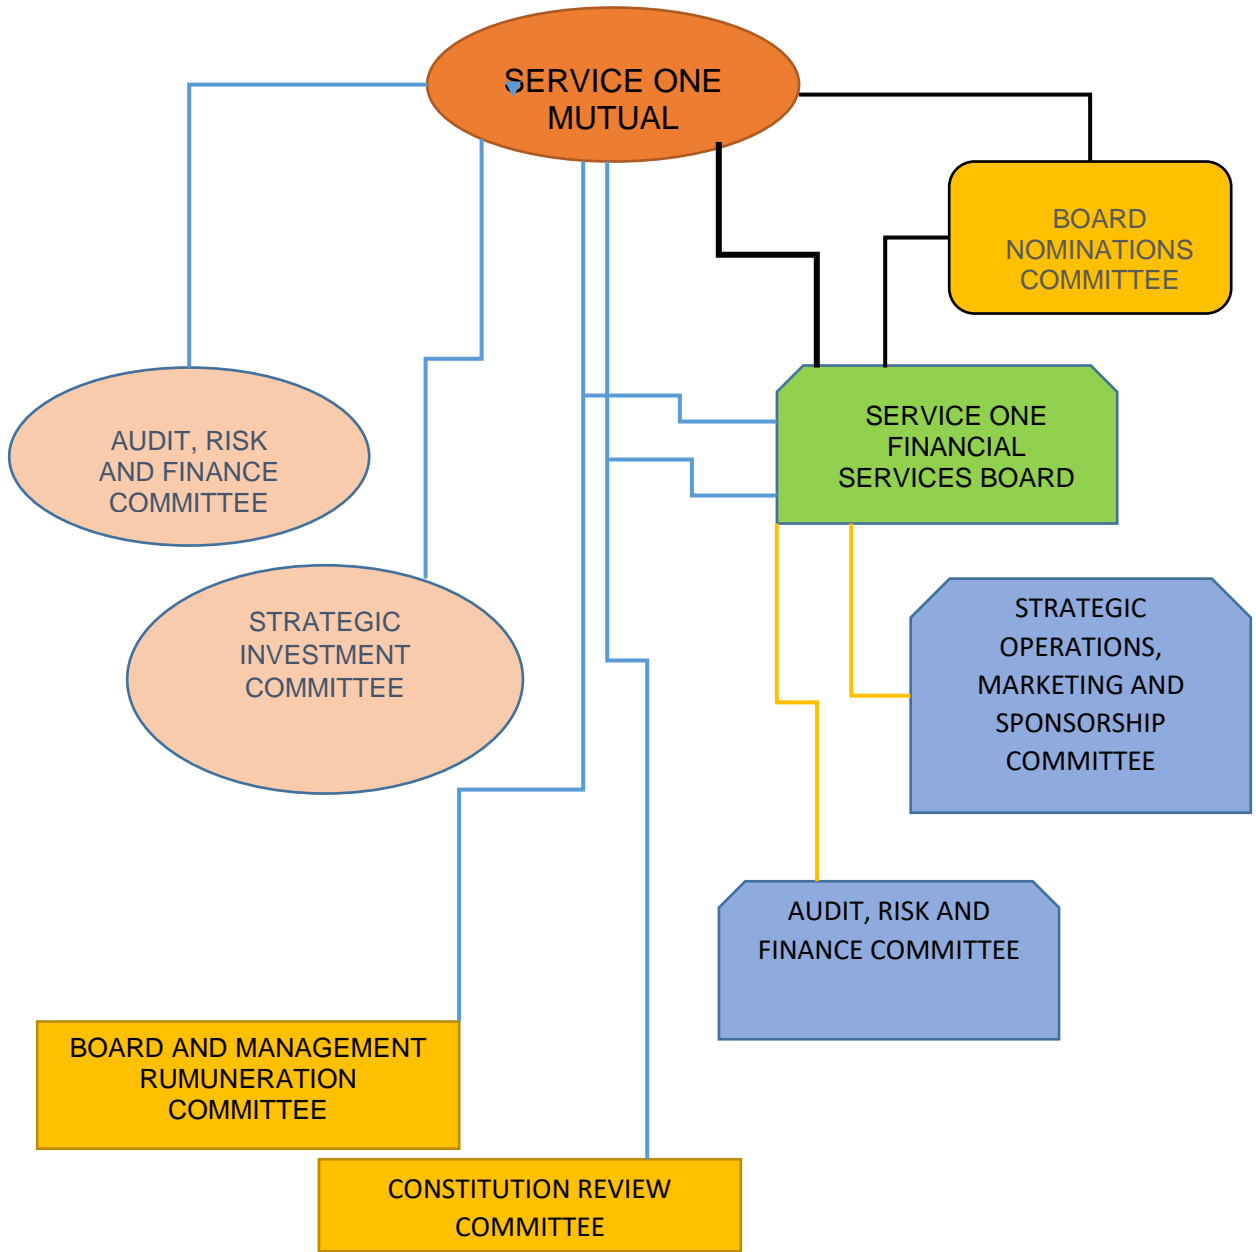 SERVICE ONE
MUTUAL
BOARD
NOMINATIONS
COMMITTEE
SERVICE ONE
FINANCIAL
SERVICES BOARD
AUDIT, RISK
AND FINANCE
COMMITTEE
STRATEGIC
INVESTMENT
COMMITTEE
STRATEGIC
OPERATIONS,
MARKETING AND
SPONSORSHIP
COMMITTEE
AUDIT, RISK AND
FINANCE COMMITTEE
BOARD AND MANAGEMENT
RUMUNERATION
COMMITTEE
CONSTITUTION REVIEW
COMMITTEE